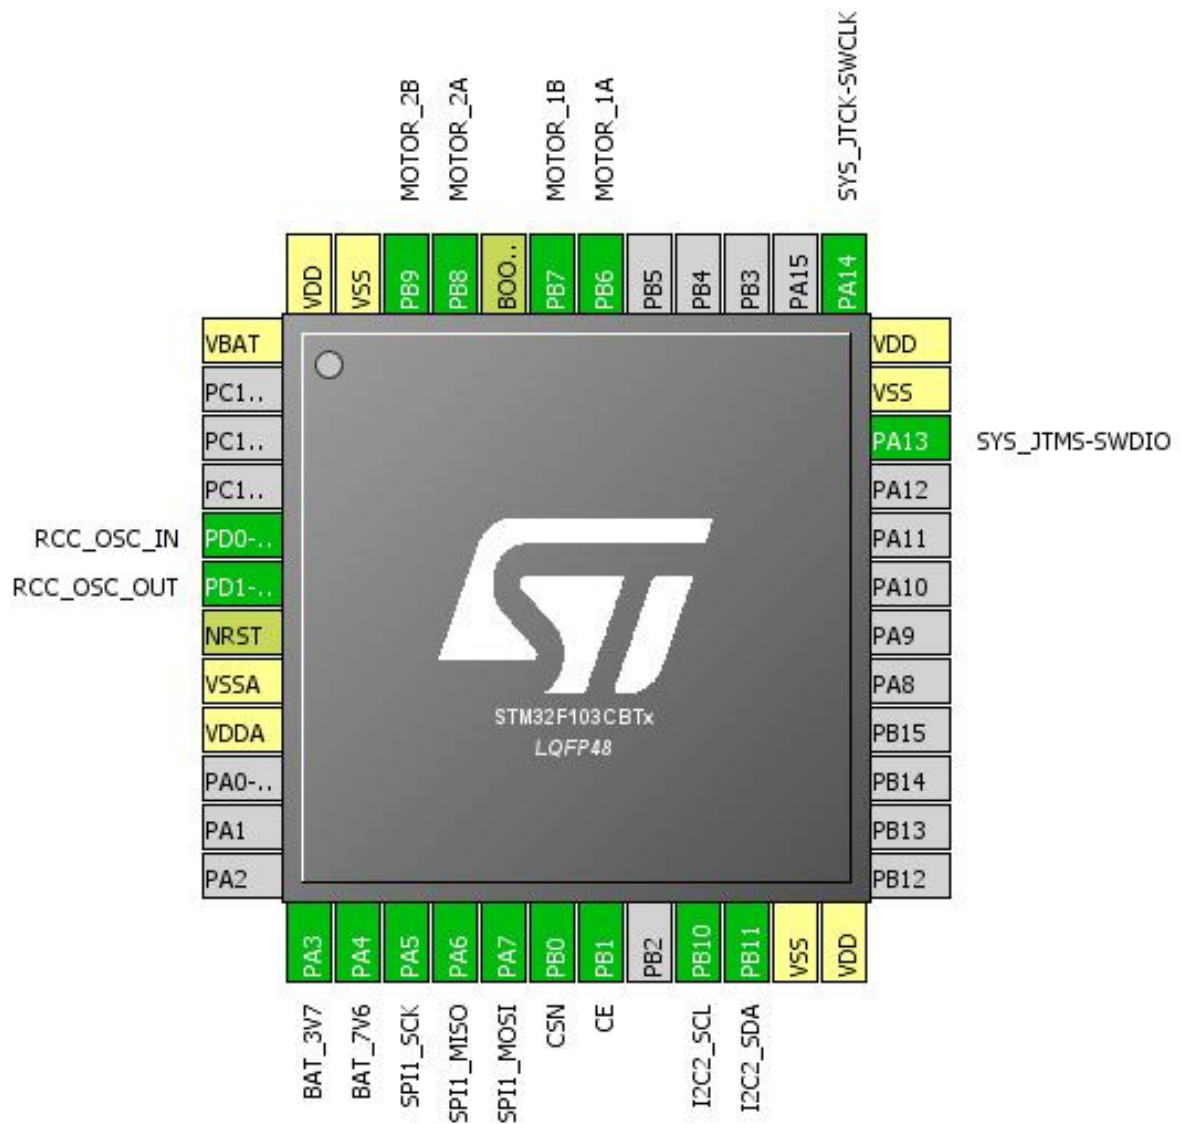 MOTOR_2B
MOTOR_2A
MOTOR_1B
MOTOR_1A
SYS_JTCK-SWCLK
VDD
VSS
PB9
PB8
BOO..
PB7
PB6
PB5
PB4
PB3
PA15
PA14
VBAT
PC1..
PC1..
PC1..
RCC_OSC_IN
PD0-..
RCC_OSC_OUT
PD1-..
NRST
VSSA
VDDA
PA0-..
PA1
PA2
VDD
VSS
PA13
SYS_JTMS-SWDIO
PA12
PA11
PA10
PA9
PA8
PB15
PB14
PB13
PB12
ST
STM32F103CBTx
LQFP48
PA3
PA4
PA5
PA6
PA7
PB0
PB1
PB2
PB10
PB11
VSS
VDD
BAT_3V7
BAT_7V6
SPI1_SCK
SPI1_MISO
SPI1_MOSI
CSN
CE
I2C2_SCL
I2C2_SDA